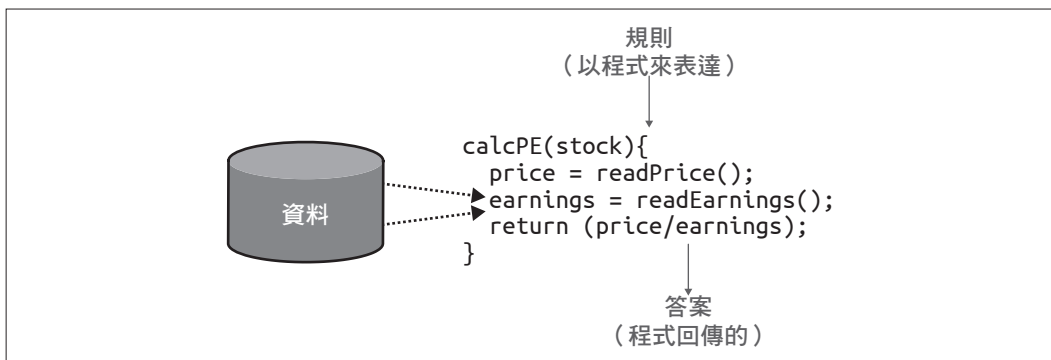 規則
（以程式來表達）
calcPE(stock){
  price = readPrice();
  earnings = readEarnings();
  return (price/earnings);
}
資料
答案
（程式回傳的）